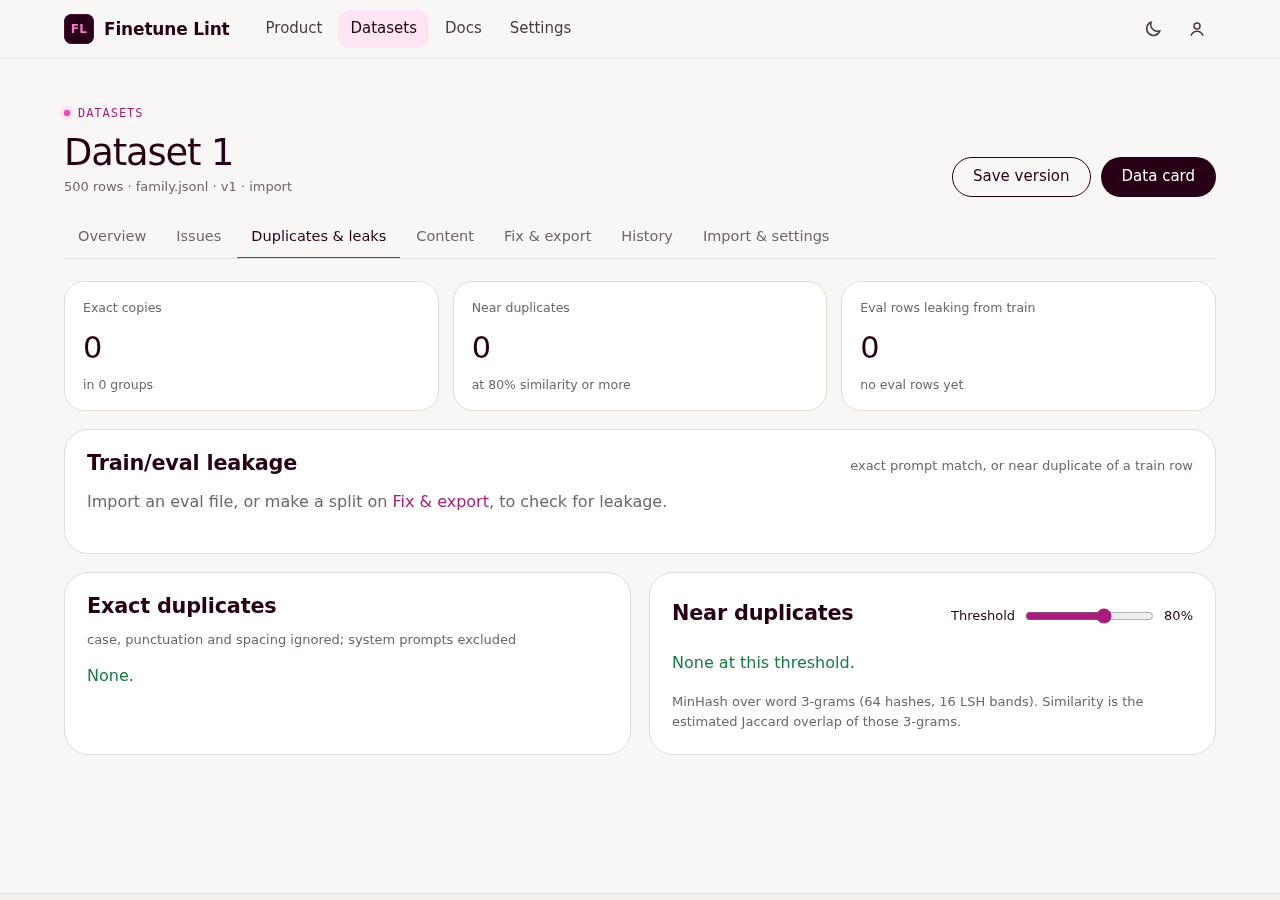 FL Finetune Lint Product Datasets Docs Settings
DATASETS
Dataset 1
500 rows · family.jsonl · v1 · import
Save version Data card
Overview Issues Duplicates & leaks Content Fix & export History Import & settings
Exact copies
0
in 0 groups
Near duplicates
0
at 80% similarity or more
Eval rows leaking from train
0
no eval rows yet
Train/eval leakage
exact prompt match, or near duplicate of a train row
Import an eval file, or make a split on Fix & export, to check for leakage.
Exact duplicates
case, punctuation and spacing ignored; system prompts excluded
None.
Near duplicates
Threshold 80%
None at this threshold.
MinHash over word 3-grams (64 hashes, 16 LSH bands). Similarity is the
estimated Jaccard overlap of those 3-grams.